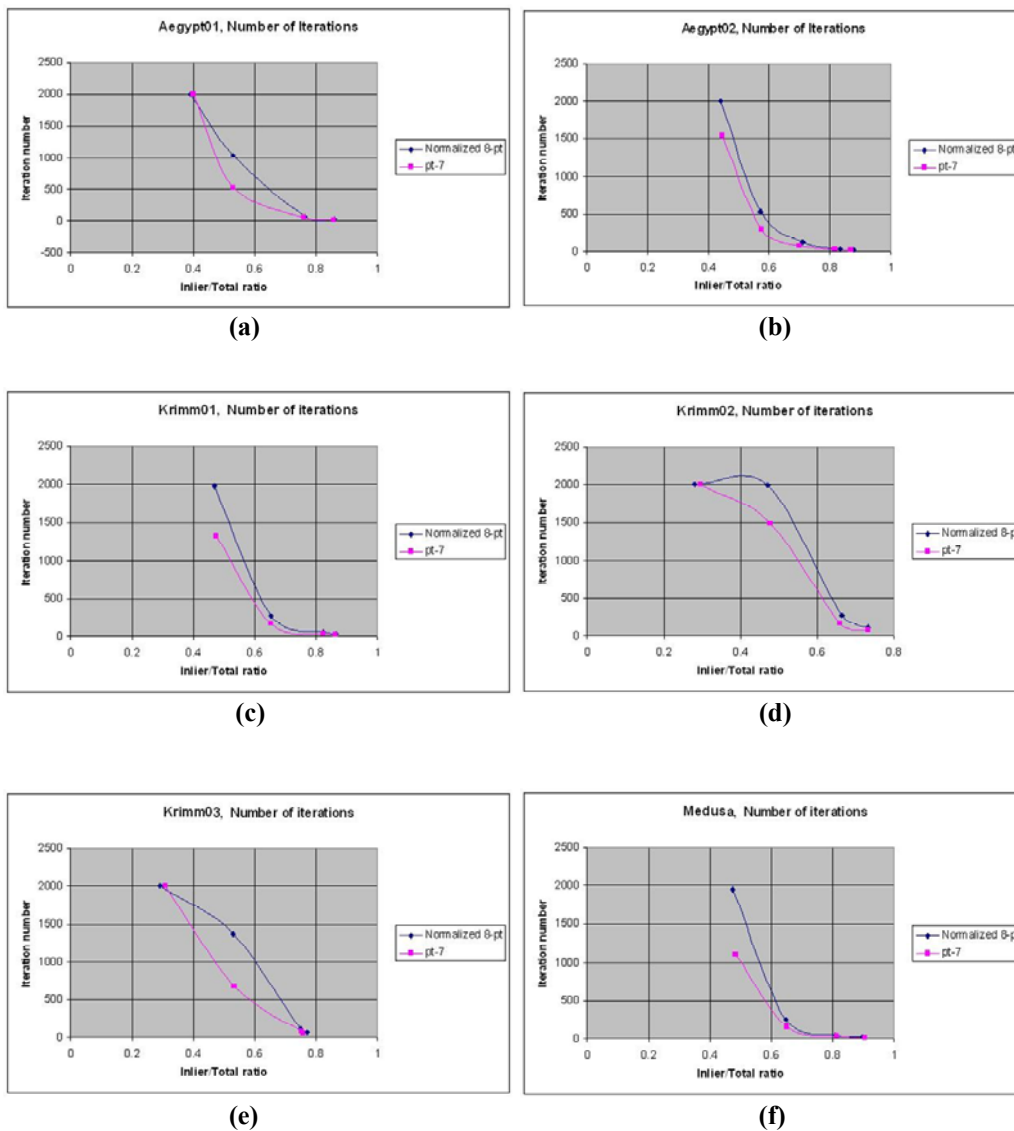 Aegypt01, Number of Iterations
2500
2000
1500
1000
500
0
-500
0 0.2 0.4 0.6 0.8 1
Iteration number
Inlier/Total ratio
Normalized 8-pt
pt-7
(a)
Aegypt02, Number of Iterations
2500
2000
1500
1000
500
0
0 0.2 0.4 0.6 0.8 1
Iteration number
Inlier/Total ratio
Normalized 8-pt
pt-7
(b)
Krimm01, Number of iterations
2500
2000
1500
1000
500
0
0 0.2 0.4 0.6 0.8 1
Iteration number
Inlier/Total ratio
Normalized 8-pt
pt-7
(c)
Krimm02, Number of iterations
2500
2000
1500
1000
500
0
0 0.2 0.4 0.6 0.8
Iteration number
Inlier/Total ratio
Normalized 8-pt
pt-7
(d)
Krimm03, Number of iterations
2500
2000
1500
1000
500
0
0 0.2 0.4 0.6 0.8 1
Iteration number
Inlier/Total ratio
Normalized 8-pt
pt-7
(e)
Medusa, Number of iterations
2500
2000
1500
1000
500
0
0 0.2 0.4 0.6 0.8 1
Iteration number
Inlier/Total ratio
Normalized 8-pt
pt-7
(f)